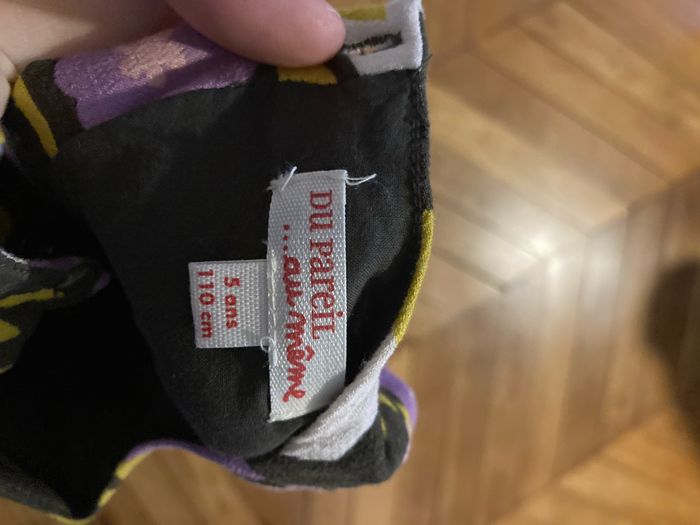 DU PAREIL
...au même
5 ans
110 cm